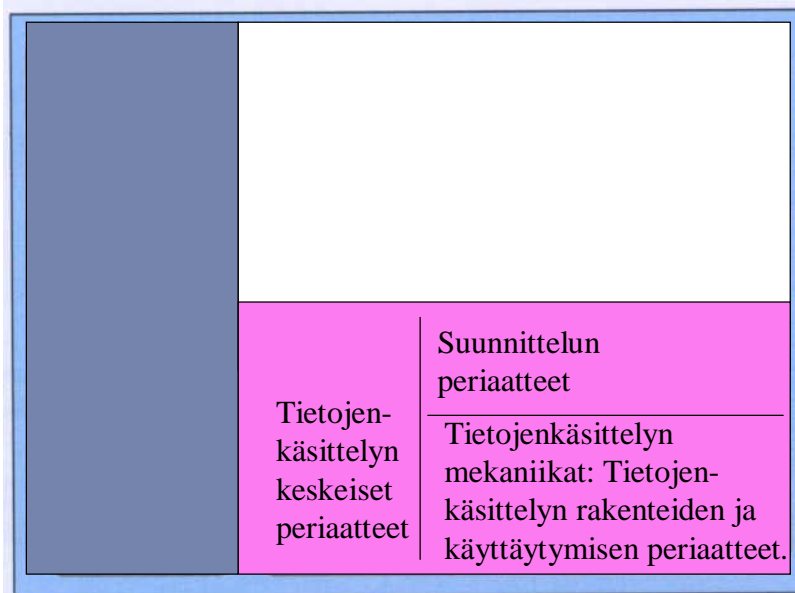 Tietojen-
käsittelyn
keskeiset
periaatteet
Suunnittelun
periaatteet
Tietojenkäsittelyn
mekaniikat: Tietojen-
käsittelyn rakenteiden ja
käyttäytymisen periaatteet.